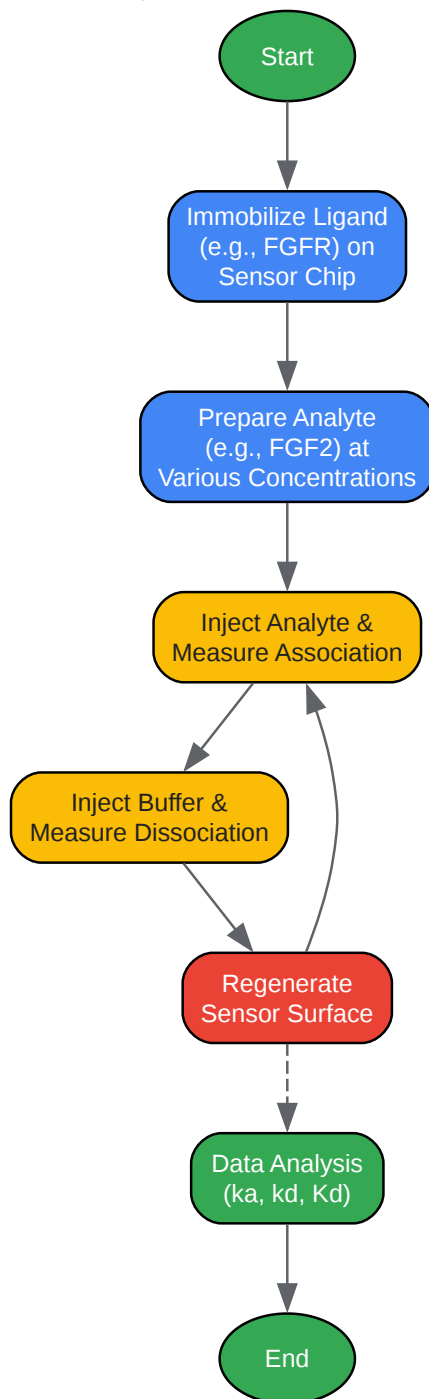 Start
Immobilize Ligand
(e.g., FGFR) on
Sensor Chip
Prepare Analyte
(e.g., FGF2) at
Various Concentrations
Inject Analyte &
Measure Association
Inject Buffer &
Measure Dissociation
Regenerate
Sensor Surface
Data Analysis
(ka, kd, Kd)
End